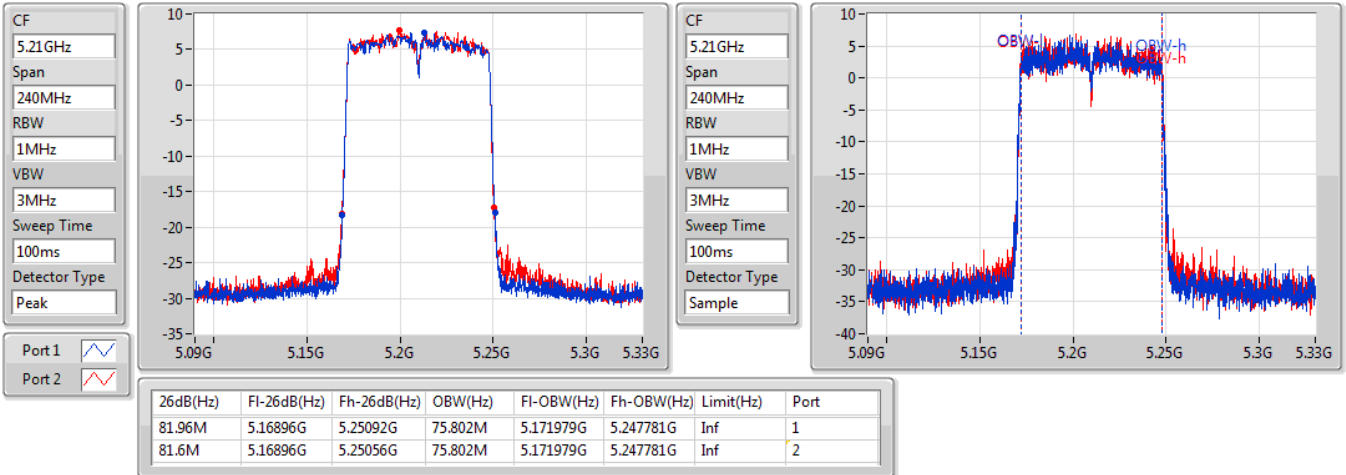 CF
5.21GHz
Span
240MHz
RBW
1MHz
VBW
3MHz
Sweep Time
100ms
Detector Type
Peak
10
5
0
-5
-10
-15
-20
-25
-30
-35
5.09G 5.15G 5.2G 5.25G 5.3G 5.33G
CF
5.21GHz
Span
240MHz
RBW
1MHz
VBW
3MHz
Sweep Time
100ms
Detector Type
Sample
10
5
0
-5
-10
-15
-20
-25
-30
-35
-40
OBW-l OBW-h
OBW-h
5.09G 5.15G 5.2G 5.25G 5.3G 5.33G
Port 1
Port 2
26dB(Hz) Fl-26dB(Hz) Fh-26dB(Hz) OBW(Hz) Fl-OBW(Hz) Fh-OBW(Hz) Limit(Hz) Port
81.96M 5.16896G 5.25092G 75.802M 5.171979G 5.247781G Inf 1
81.6M 5.16896G 5.25056G 75.802M 5.171979G 5.247781G Inf 2